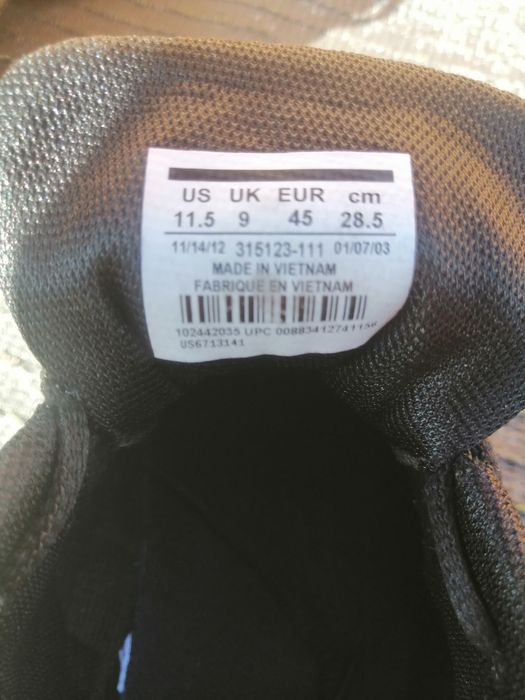 US UK EUR cm
11.5 9 45 28.5
11/14/12 315123-111 01/07/03
MADE IN VIETNAM
FABRIQUE EN VIETNAM
102442035 UPC 00883412741156
US6713141